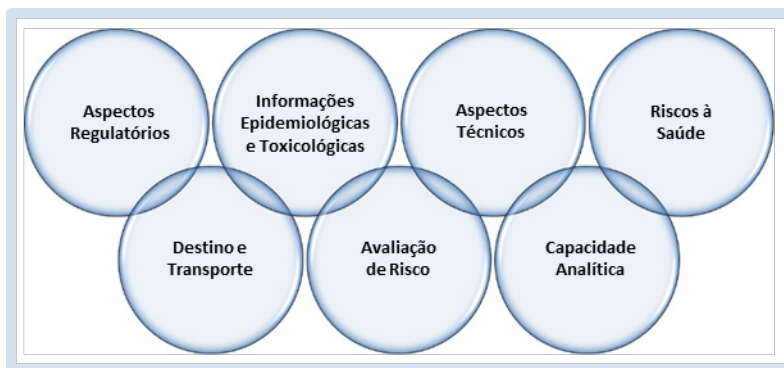 Aspectos
Regulatórios
Informações
Epidemiológicas
e Toxicológicas
Aspectos
Técnicos
Riscos à
Saúde
Destino e
Transporte
Avaliação
de Risco
Capacidade
Analítica